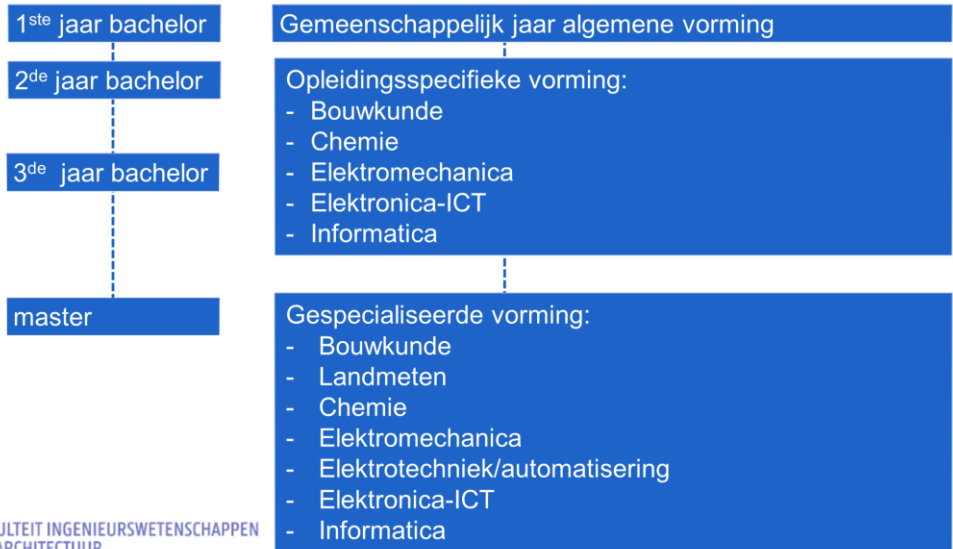 1ste jaar bachelor
Gemeenschappelijk jaar algemene vorming
2de jaar bachelor
3de jaar bachelor
Opleidingsspecifieke vorming:
- Bouwkunde
- Chemie
- Elektromechanica
- Elektronica-ICT
- Informatica
master
Gespecialiseerde vorming:
- Bouwkunde
- Landmeten
- Chemie
- Elektromechanica
- Elektrotechniek/automatisering
- Elektronica-ICT
- Informatica
ULTEIT INGENIEURSWETENSCHAPPEN
ARCHITECTUUR